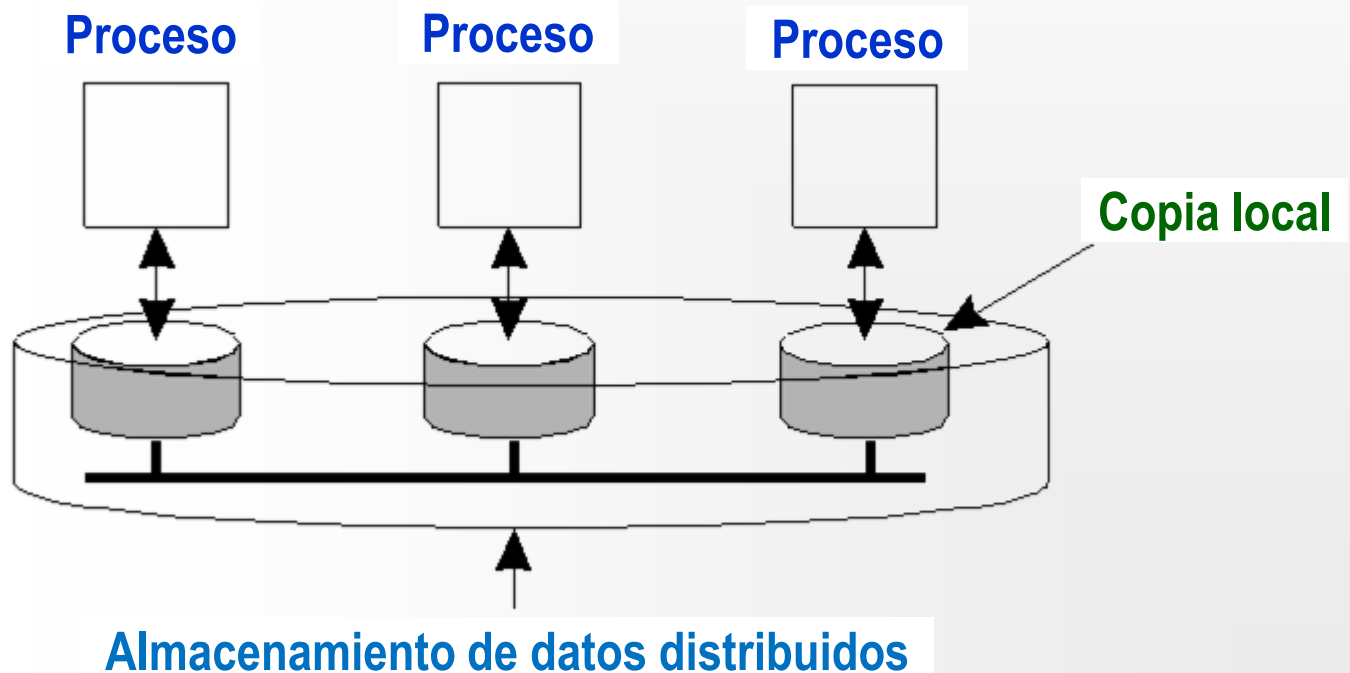 Proceso
Proceso
Proceso
Copia local
Almacenamiento de datos distribuidos